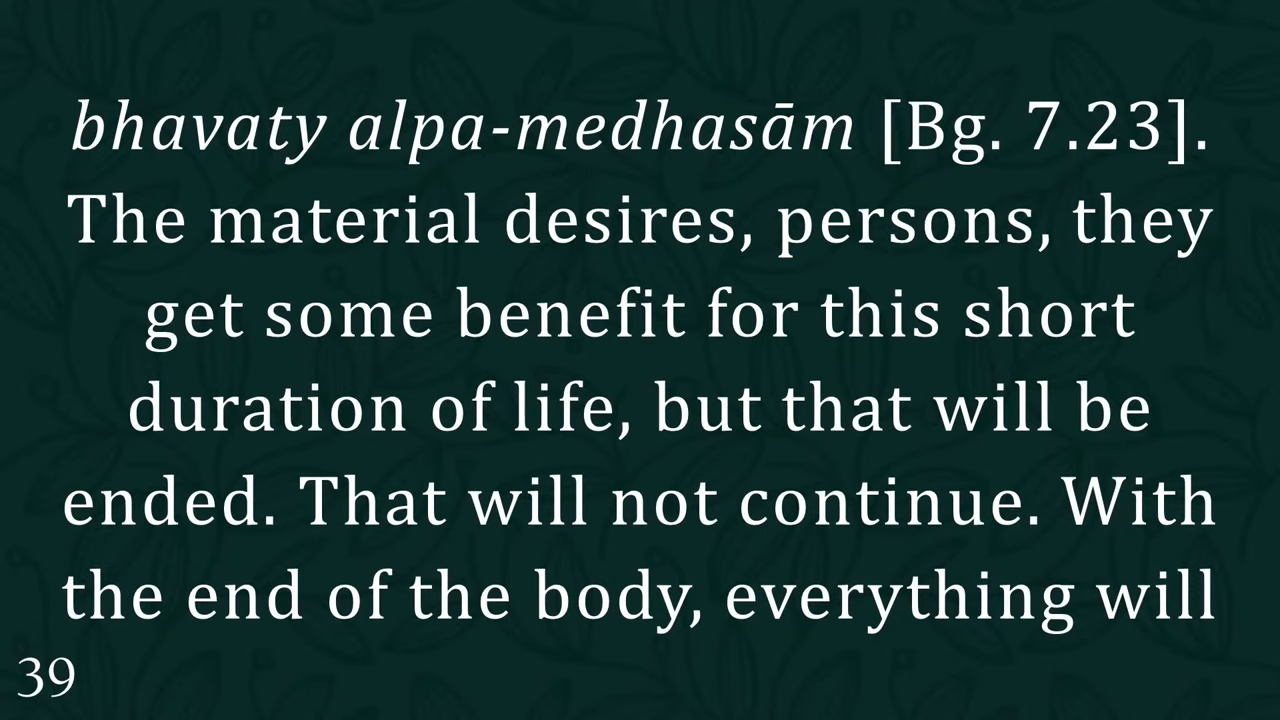 bhavaty alpa-medhasām [Bg. 7.23].
The material desires, persons, they
get some benefit for this short
duration of life, but that will be
ended. That will not continue. With
the end of the body, everything will
39